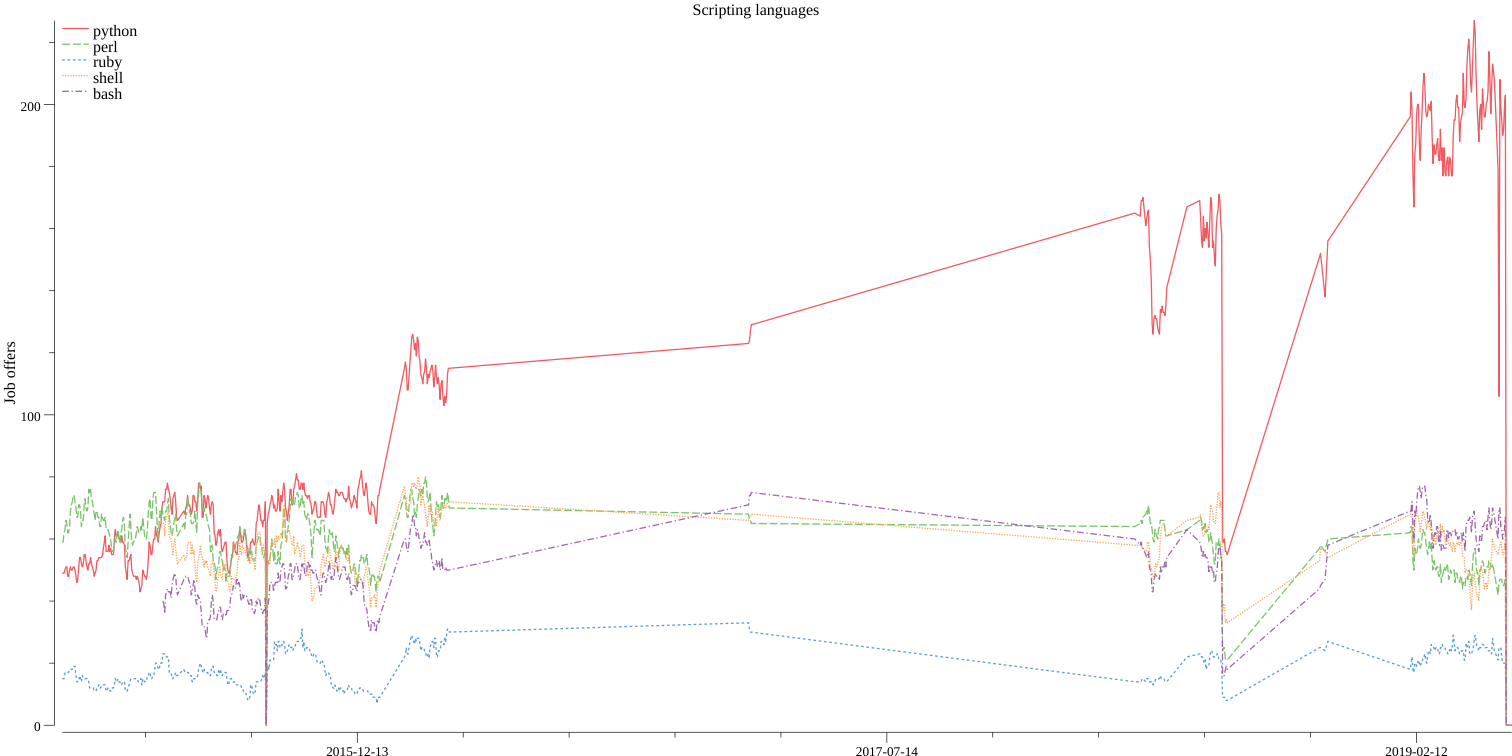 Scripting languages
python
perl
ruby
shell
bash
200
Job offers
100
0
2015-12-13
2017-07-14
2019-02-12